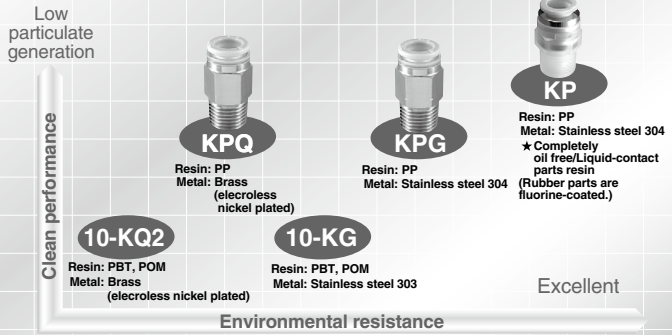 Low
particulate
generation
Clean performance
KPQ
Resin: PP
Metal: Brass
(elecroless
nickel plated)
KPG
Resin: PP
Metal: Stainless steel 304
KP
Resin: PP
Metal: Stainless steel 304
★Completely
oil free/Liquid-contact
parts resin
(Rubber parts are
fluorine-coated.)
10-KQ2
Resin: PBT, POM
Metal: Brass
(elecroless nickel plated)
10-KG
Resin: PBT, POM
Metal: Stainless steel 303
Excellent
Environmental resistance